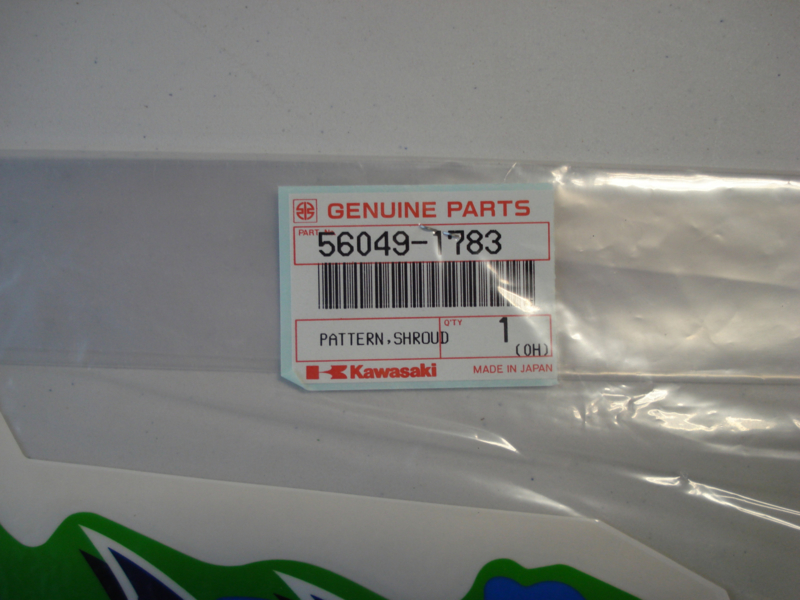 GENUINE PARTS
PART No.
56049-1783
PATTERN,SHROUD
Q'TY
1
(OH)
Kawasaki
MADE IN JAPAN